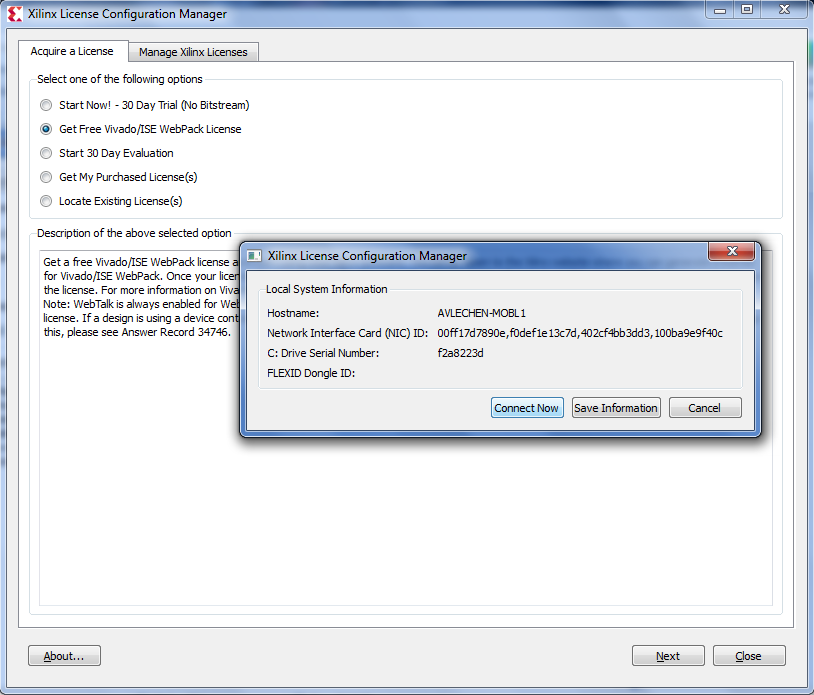 Xilinx License Configuration Manager
Acquire a License
Manage Xilinx Licenses
Select one of the following options
Start Now! - 30 Day Trial (No Bitstream)
Get Free Vivado/ISE WebPack License
Start 30 Day Evaluation
Get My Purchased License(s)
Locate Existing License(s)
Description of the above selected option
Get a free Vivado/ISE WebPack license a
for Vivado/ISE WebPack. Once your licen
the license. For more information on Viva
Note: WebTalk is always enabled for Web
license. If a design is using a device cont
this, please see Answer Record 34746.
Xilinx License Configuration Manager
Local System Information
Hostname: AVLECHEN-MOBL1
Network Interface Card (NIC) ID: 00ff17d7890e,f0def1e13c7d,402cf4bb3dd3,100ba9e9f40c
C: Drive Serial Number: f2a8223d
FLEXID Dongle ID:
Connect Now Save Information Cancel
About... Next Close